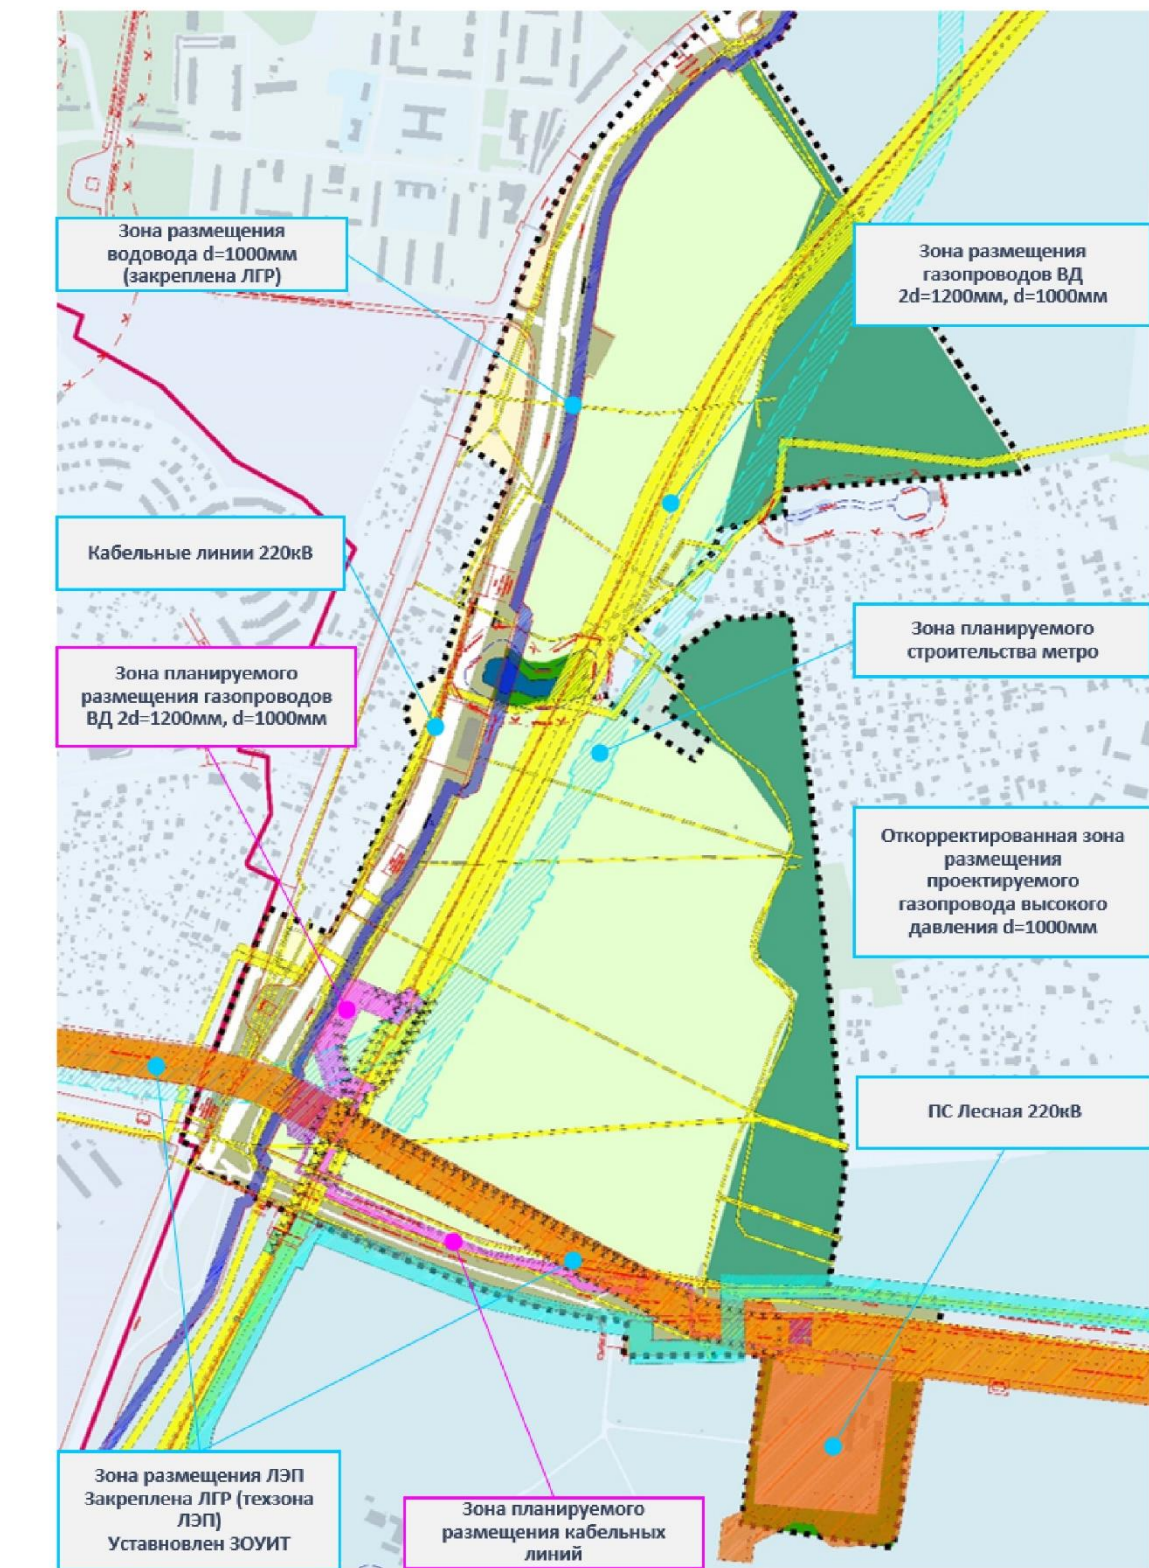 Зона размещения
водовода d=1000мм
(закреплена ЛГР)
Зона размещения
газопроводов ВД
2d=1200мм, d=1000мм
Кабельные линии 220кВ
Зона планируемого
строительства метро
Зона планируемого
размещения газопроводов
ВД 2d=1200мм, d=1000мм
Откорректированная зона
размещения
проектируемого
газопровода высокого
давления d=1000мм
ПС Лесная 220кВ
Зона размещения ЛЭП
Закреплена ЛГР (техзона
ЛЭП)
Уставновлен ЗОУИТ
Зона планируемого
размещения кабельных
линий